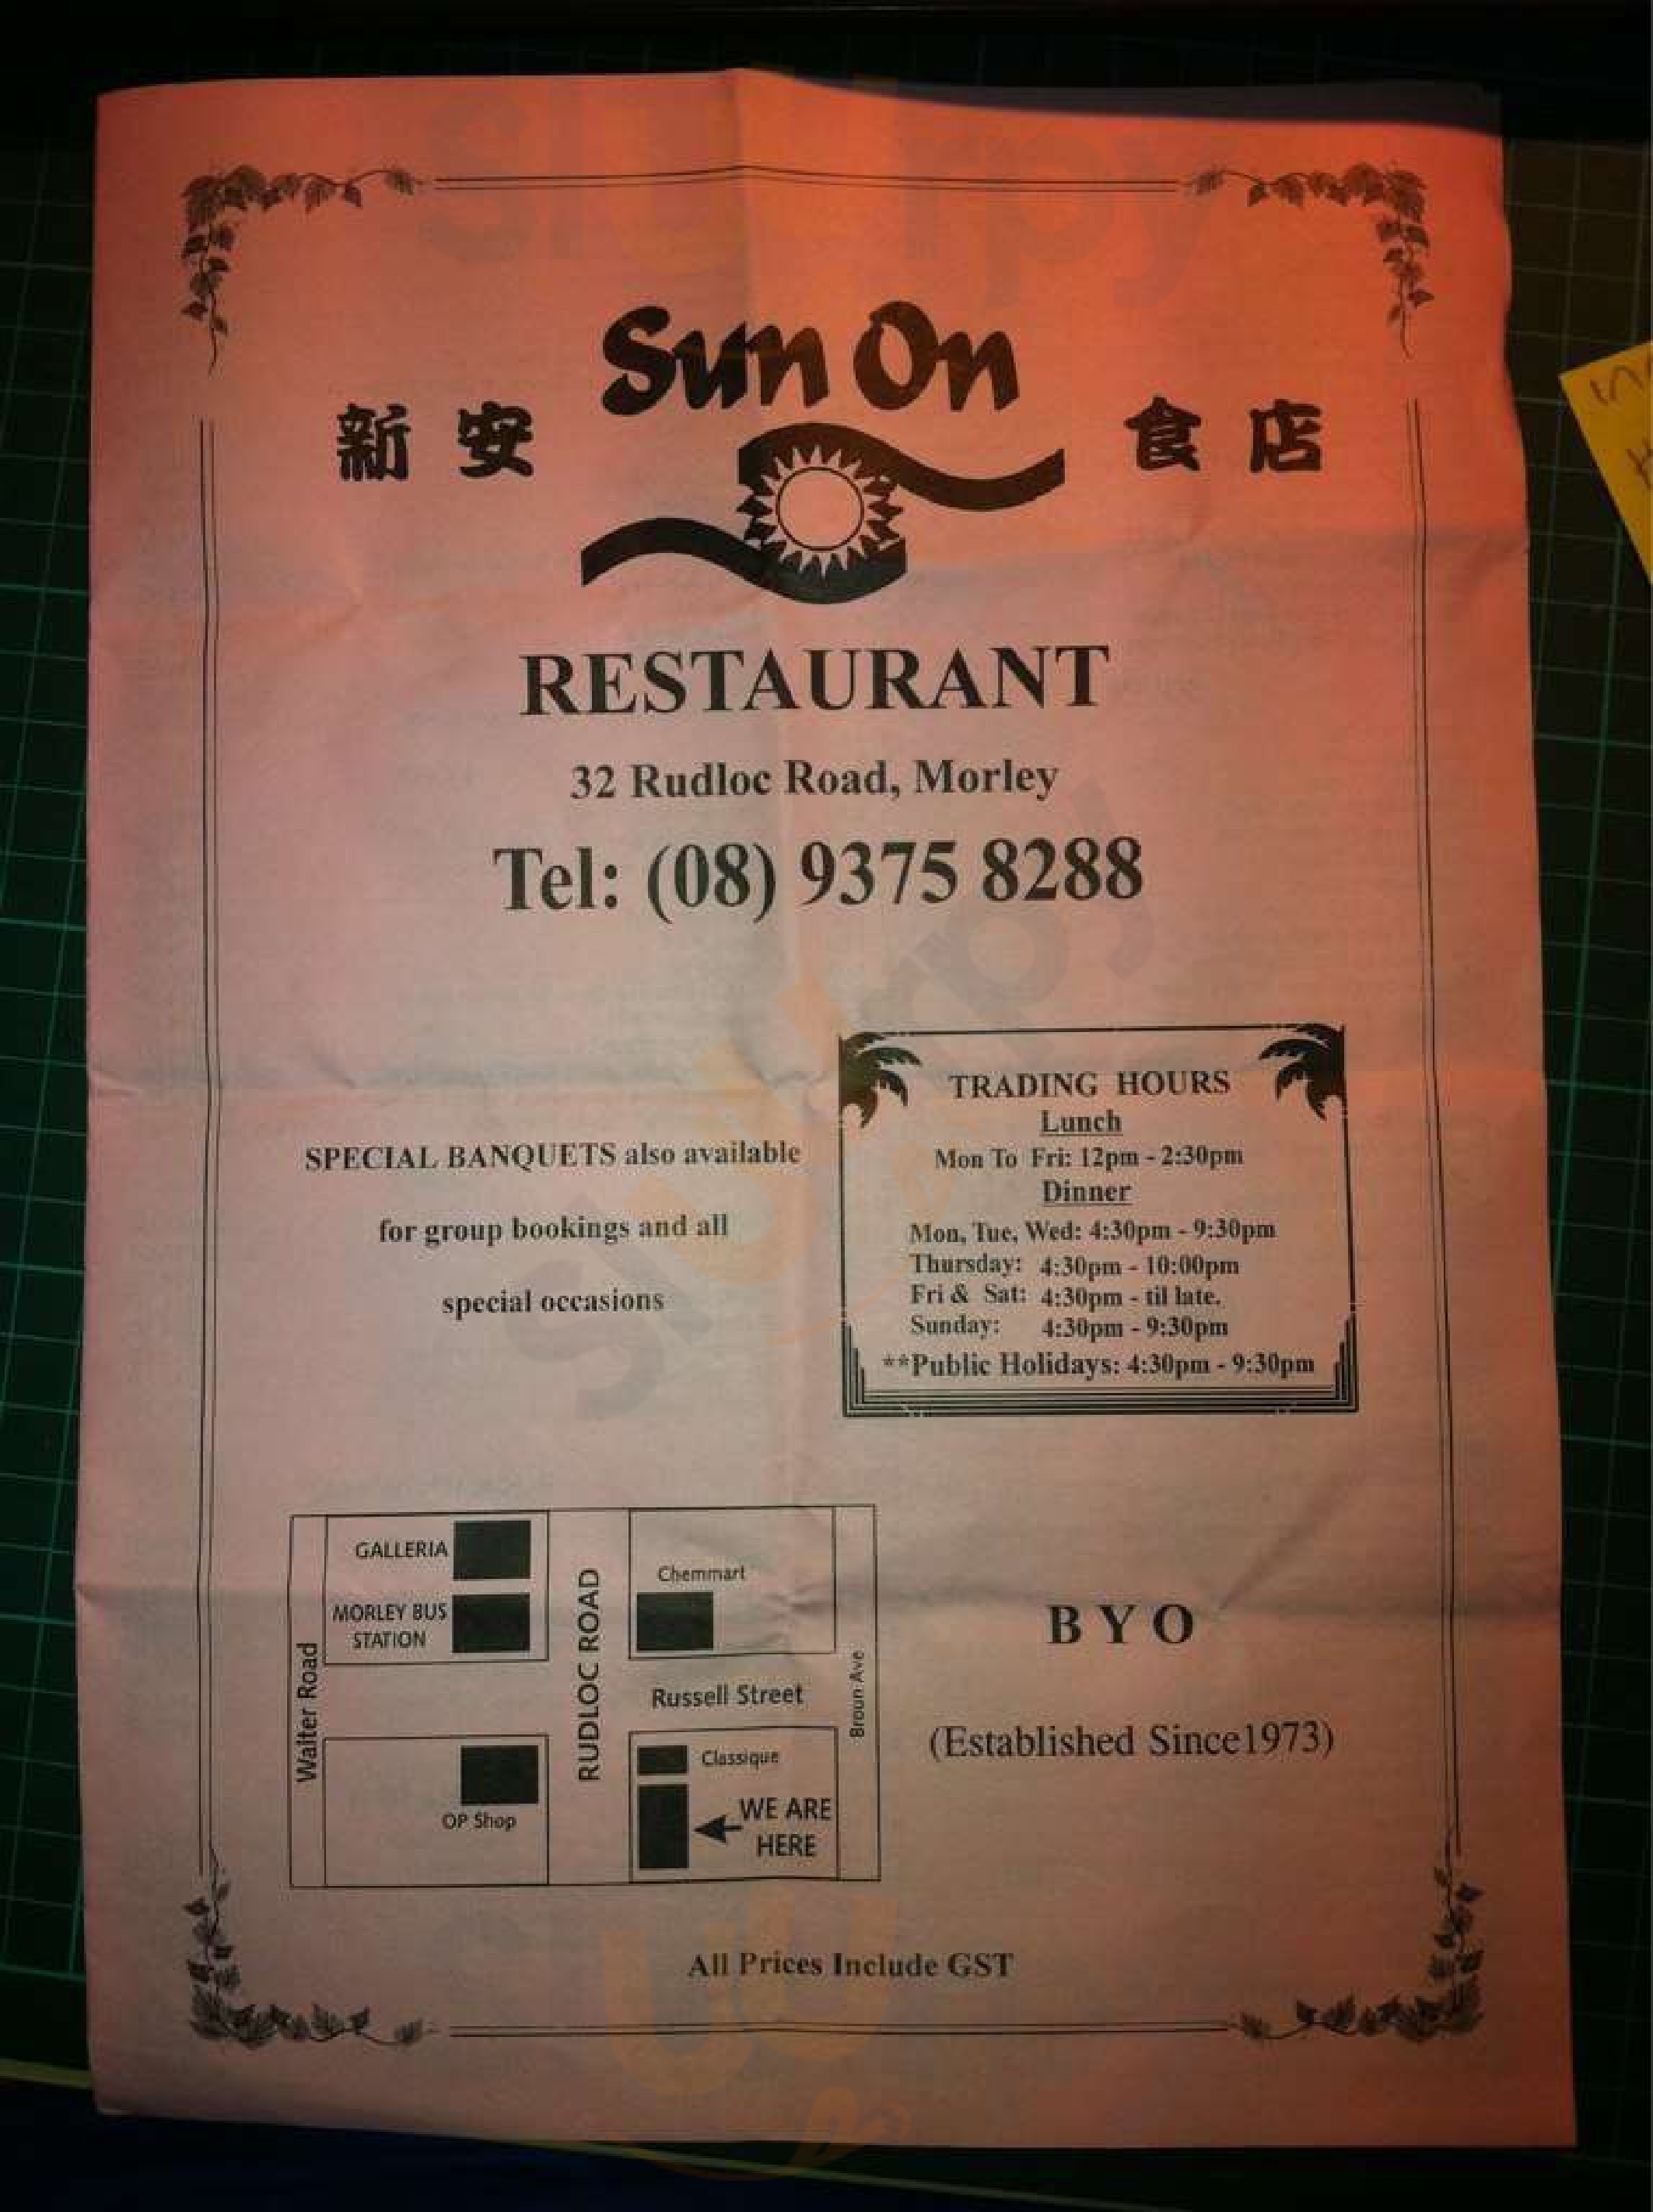 Sun On
新安 食店
RESTAURANT
32 Rudloc Road, Morley
Tel: (08) 9375 8288
TRADING HOURS
Lunch
Mon To Fri: 12pm - 2:30pm
Dinner
Mon, Tue, Wed: 4:30pm - 9:30pm
Thursday: 4:30pm - 10:00pm
Fri & Sat: 4:30pm - til late.
Sunday: 4:30pm - 9:30pm
**Public Holidays: 4:30pm - 9:30pm
SPECIAL BANQUETS also available
for group bookings and all
special occasions
GALLERIA
MORLEY BUS
STATION
Walter Road
OP Shop
RUDLOC ROAD
Chemmart
Russell Street
Classique
WE ARE
HERE
Broun Ave
BYO
(Established Since1973)
All Prices Include GST
slurpy
slurpy